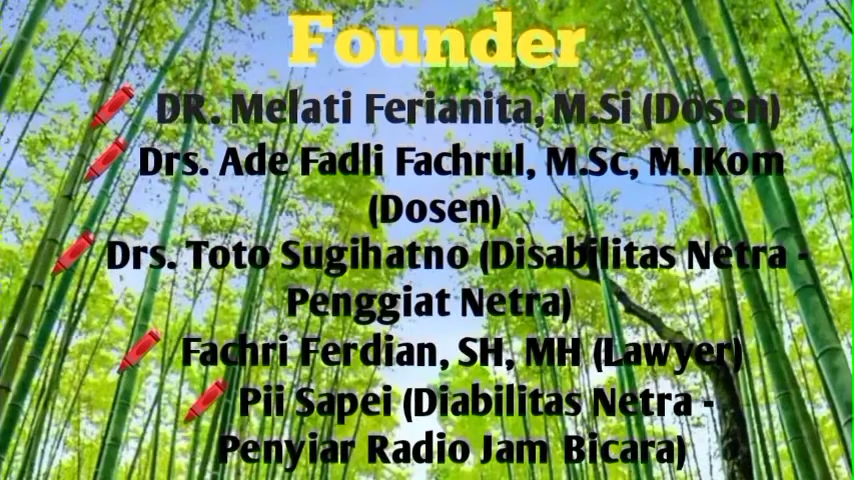 Founder
DR. Melati Ferianita, M.Si (Dosen)
Drs. Ade Fadli Fachrul, M.Sc, M.IKom
(Dosen)
Drs. Toto Sugihatno (Disabilitas Netra -
Penggiat Netra)
Fachri Ferdian, SH, MH (Lawyer)
Pii Sapei (Diabilitas Netra -
Penyiar Radio Jam Bicara)